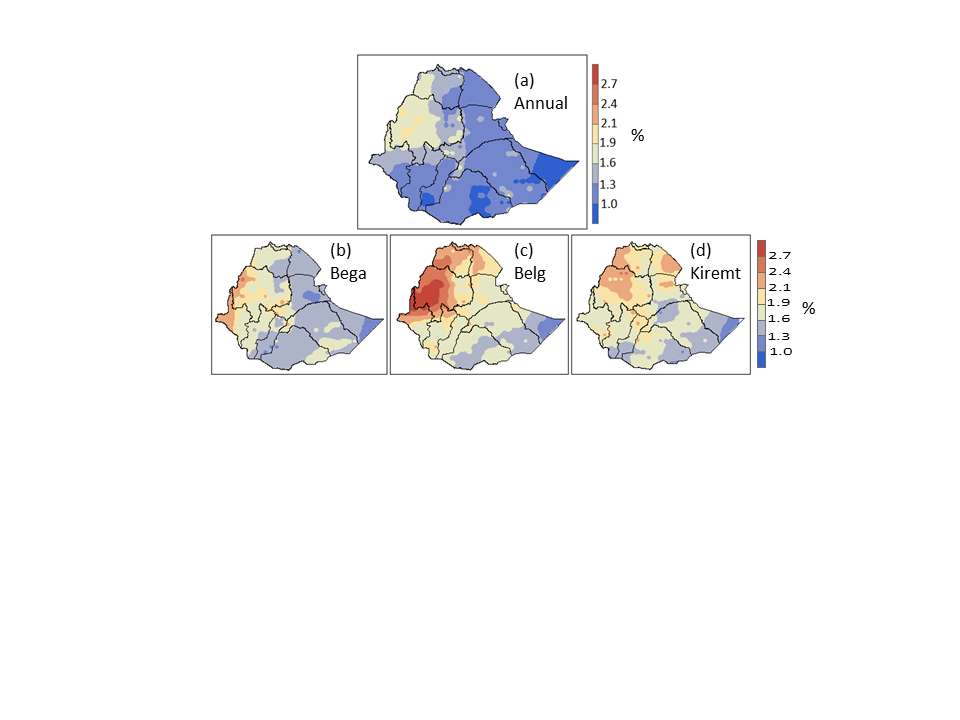 (a)
Annual
2.7
2.4
2.1
1.9
1.6
1.3
1.0
%
(b)
Bega
(c)
Belg
(d)
Kiremt
2.7
2.4
2.1
1.9
1.6
1.3
1.0
%